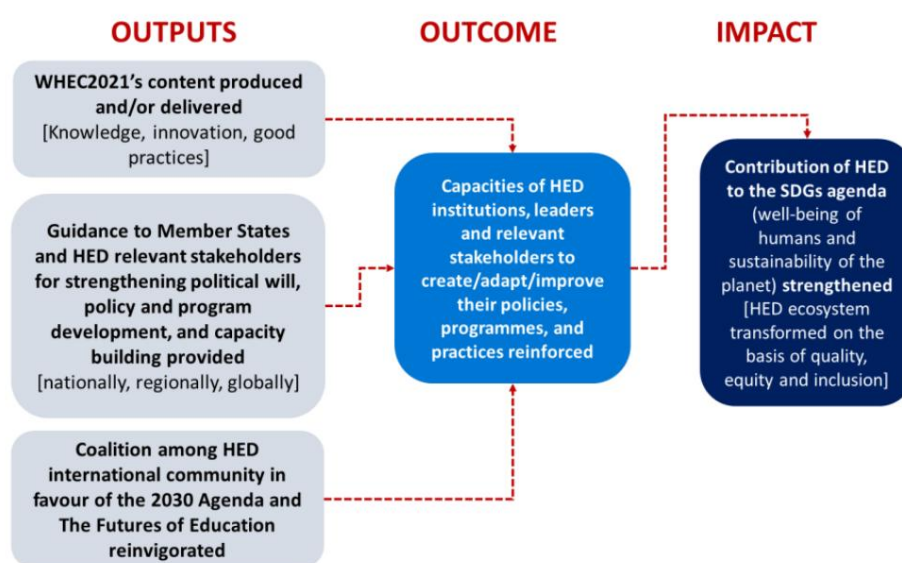 OUTPUTS
OUTCOME
IMPACT
WHEC2021's content produced
and/or delivered
[Knowledge, innovation, good
practices]
Guidance to Member States
and HED relevant stakeholders
for strengthening political will,
policy and program
development, and capacity
building provided
[nationally, regionally, globally]
Coalition among HED
international community in
favour of the 2030 Agenda and
The Futures of Education
reinvigorated
Capacities of HED
institutions, leaders
and relevant
stakeholders to
create/adapt/improve
their policies,
programmes, and
practices reinforced
Contribution of HED
to the SDGs agenda
(well-being of
humans and
sustainability of the
planet) strengthened
[HED ecosystem
transformed on the
basis of quality,
equity and inclusion]